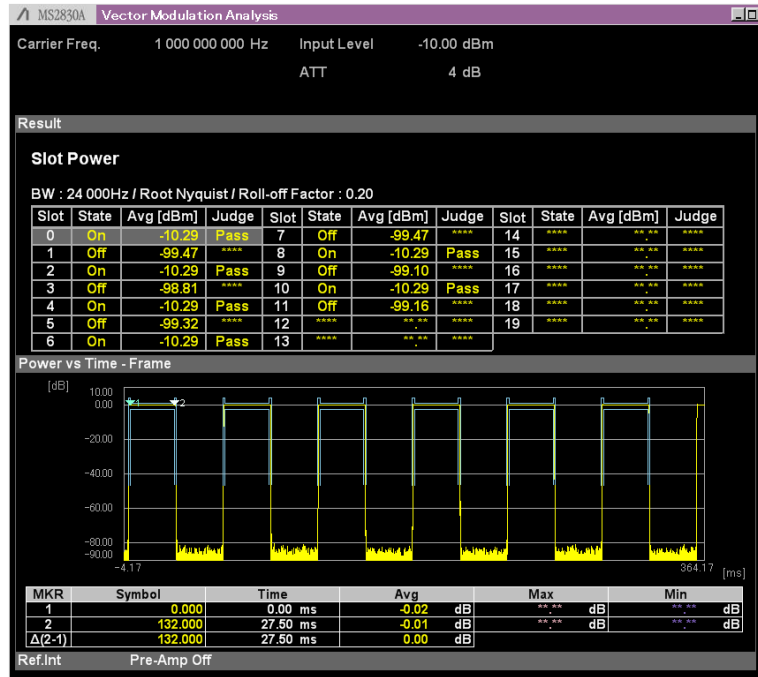 MS2830A Vector Modulation Analysis
Carrier Freq. 1 000 000 000 Hz Input Level -10.00 dBm
ATT 4 dB
Result
Slot Power
BW : 24 000Hz / Root Nyquist / Roll-off Factor : 0.20
Slot State Avg [dBm] Judge Slot State Avg [dBm] Judge Slot State Avg [dBm] Judge
0 On -10.29 Pass 7 Off -99.47 **** 14 **** **.** ****
1 Off -99.47 **** 8 On -10.29 Pass 15 **** **.** ****
2 On -10.29 Pass 9 Off -99.10 **** 16 **** **.** ****
3 Off -98.81 **** 10 On -10.29 Pass 17 **** **.** ****
4 On -10.29 Pass 11 Off -99.16 **** 18 **** **.** ****
5 Off -99.32 **** 12 **** **.** **** 19 **** **.** ****
6 On -10.29 Pass 13 **** **.** ****
Power vs Time - Frame
[dB]
10.00
0.00
1 2
-20.00
-40.00
-60.00
-80.00
-90.00
-4.17 364.17 [ms]
MKR Symbol Time Avg Max Min
1 0.000 0.00 ms -0.02 dB **.** dB **.** dB
2 132.000 27.50 ms -0.01 dB **.** dB **.** dB
Δ(2-1) 132.000 27.50 ms 0.00 dB
Ref.Int Pre-Amp Off